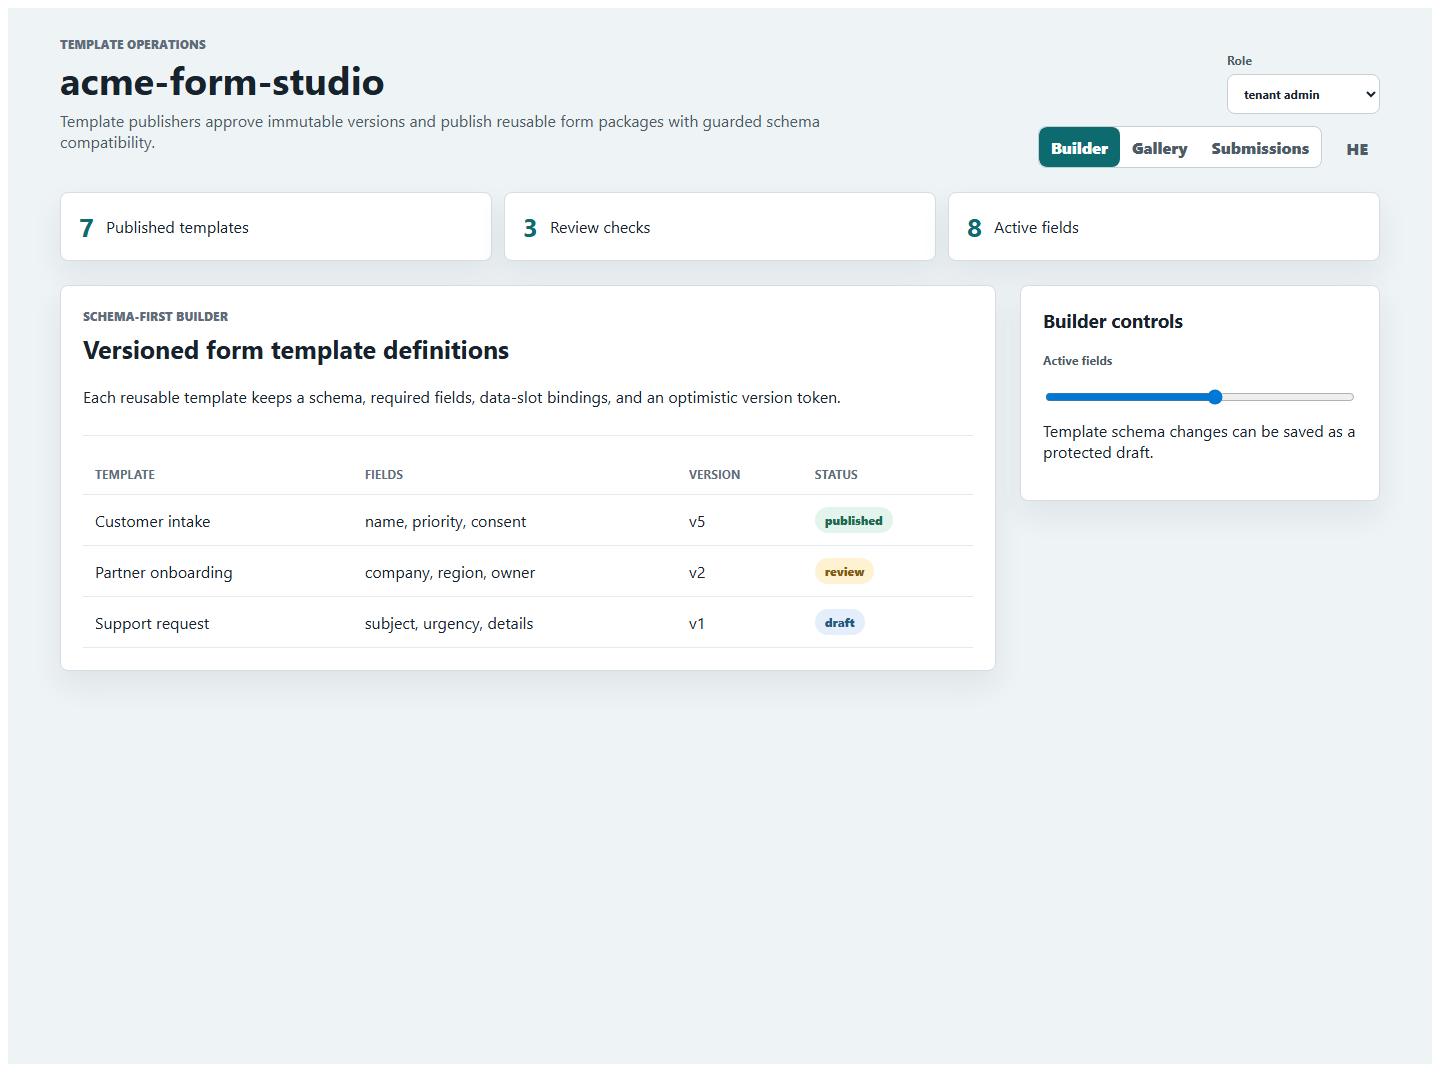 TEMPLATE OPERATIONS
acme-form-studio
Template publishers approve immutable versions and publish reusable form packages with guarded schema
compatibility.
Role
tenant admin
Builder Gallery Submissions HE
7 Published templates
3 Review checks
8 Active fields
SCHEMA-FIRST BUILDER
Versioned form template definitions
Each reusable template keeps a schema, required fields, data-slot bindings, and an optimistic version token.
TEMPLATE FIELDS VERSION STATUS
Customer intake name, priority, consent v5 published
Partner onboarding company, region, owner v2 review
Support request subject, urgency, details v1 draft
Builder controls
Active fields
Template schema changes can be saved as a
protected draft.